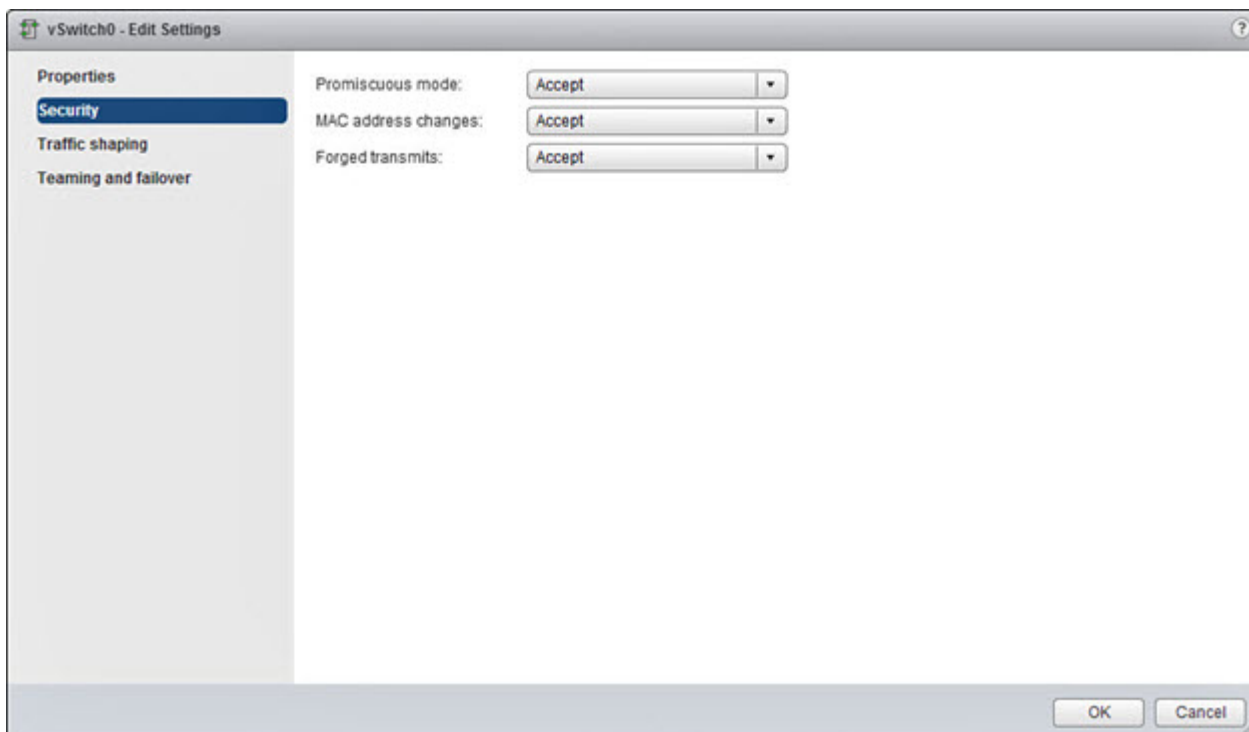 vSwitch0 - Edit Settings
?
Properties
Security
Traffic shaping
Teaming and failover
Promiscuous mode: Accept
MAC address changes: Accept
Forged transmits: Accept
OK Cancel